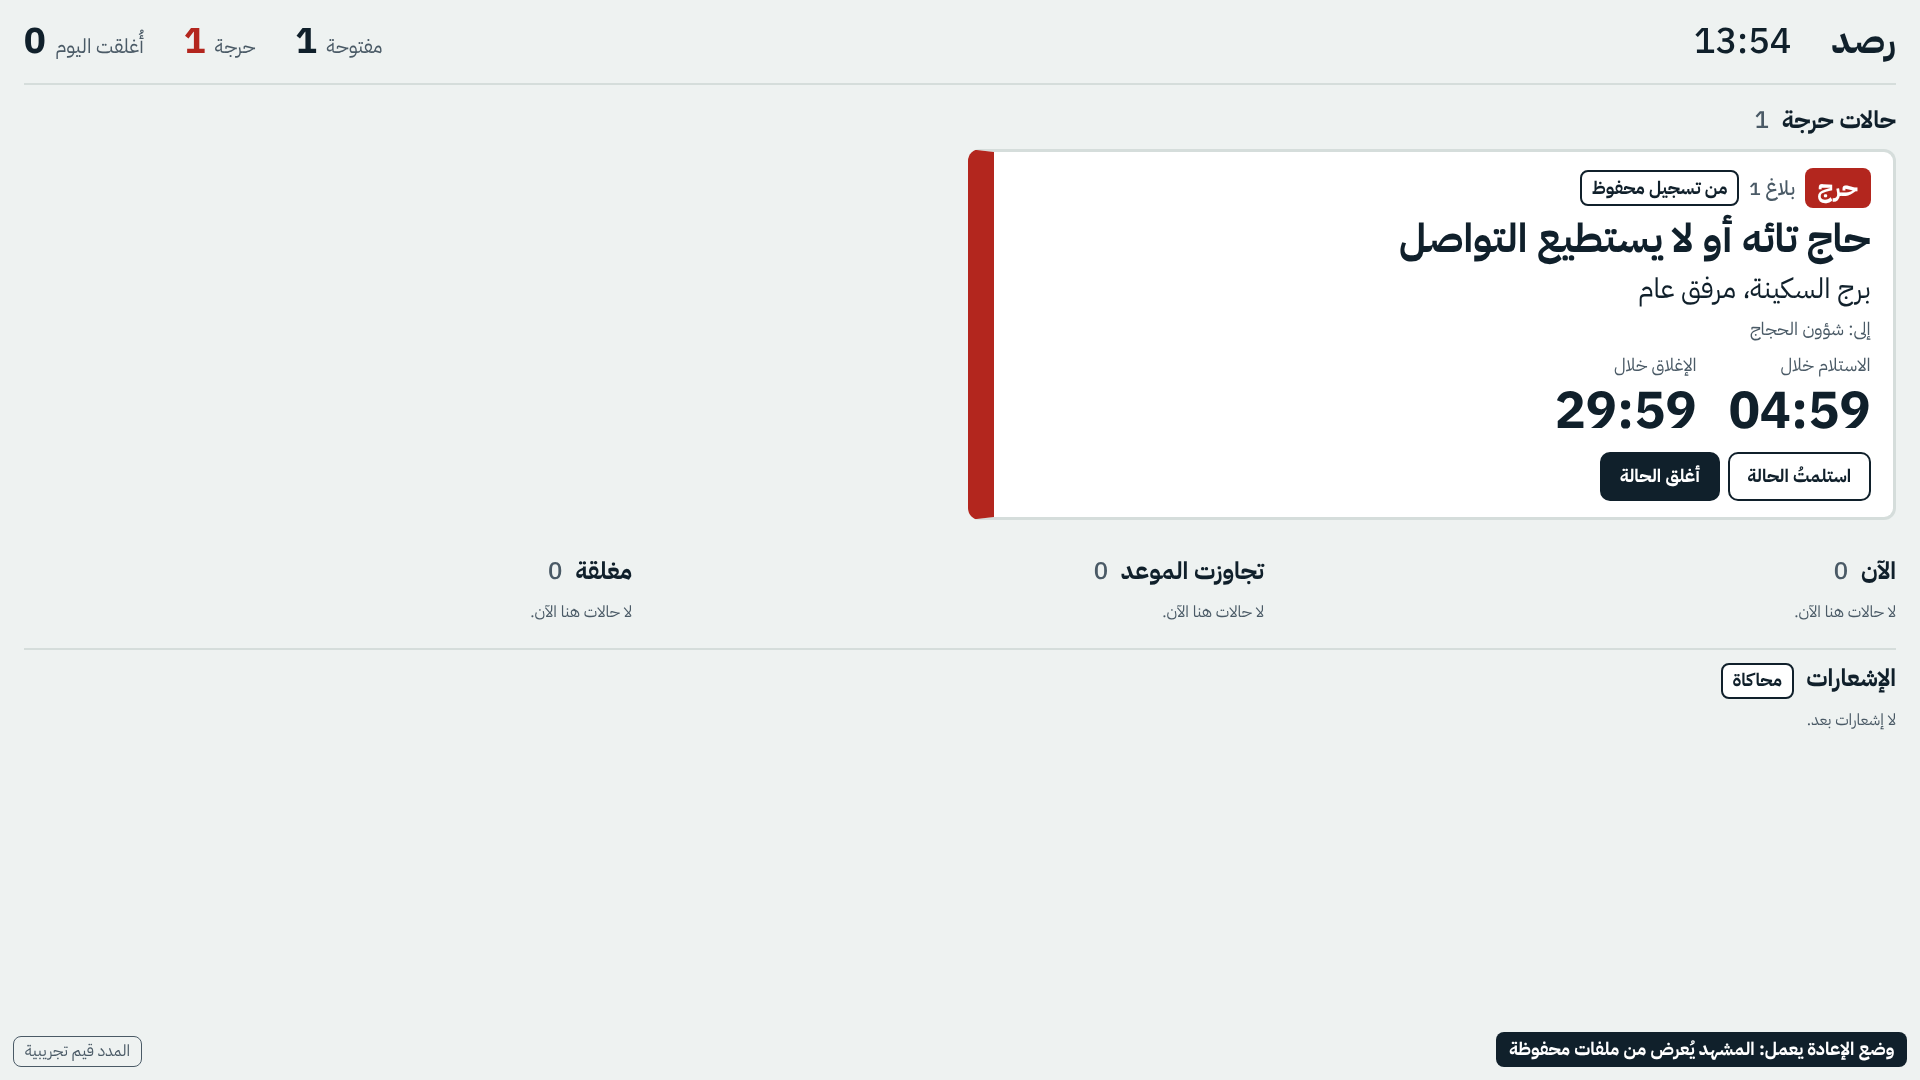 رصد 13:54 مفتوحة 1 حرجة 1 أُغلقت اليوم 0
حالات حرجة 1
حرج بلاغ 1 من تسجيل محفوظ
حاج تائه أو لا يستطيع التواصل
برج السكينة، مرفق عام
إلى: شؤون الحجاج
الاستلام خلال الإغلاق خلال
04:59 29:59
استلمتُ الحالة أغلق الحالة
الآن 0 تجاوزت الموعد 0 مغلقة 0
لا حالات هنا الآن. لا حالات هنا الآن. لا حالات هنا الآن.
الإشعارات محاكاة
لا إشعارات بعد.
وضع الإعادة يعمل: المشهد يُعرض من ملفات محفوظة المدد قيم تجريبية